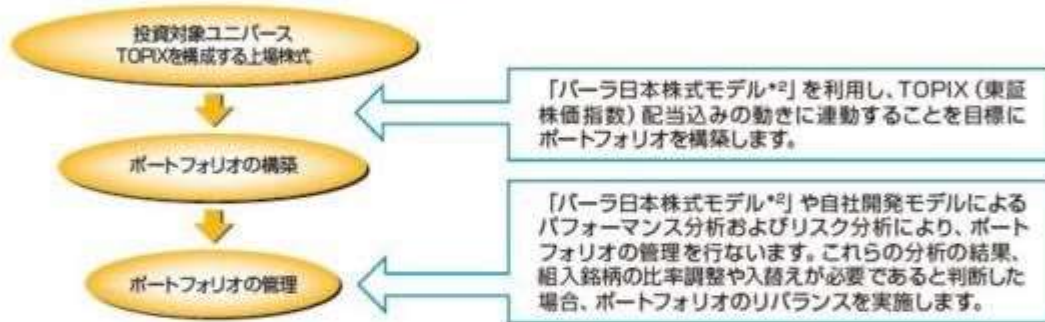 投資対象ユニバース
TOPIXを構成する上場株式
「バーラ日本株式モデル*2」を利用し、TOPIX(東証
株価指数)配当込みの動きに連動することを目標に
ポートフォリオを構築します。
ポートフォリオの構築
「バーラ日本株式モデル*2」や自社開発モデルによる
パフォーマンス分析およびリスク分析により、ポート
フォリオの管理を行ないます。これらの分析の結果、
組入銘柄の比率調整や入替えが必要であると判断した
場合、ポートフォリオのリバランスを実施します。
ポートフォリオの管理